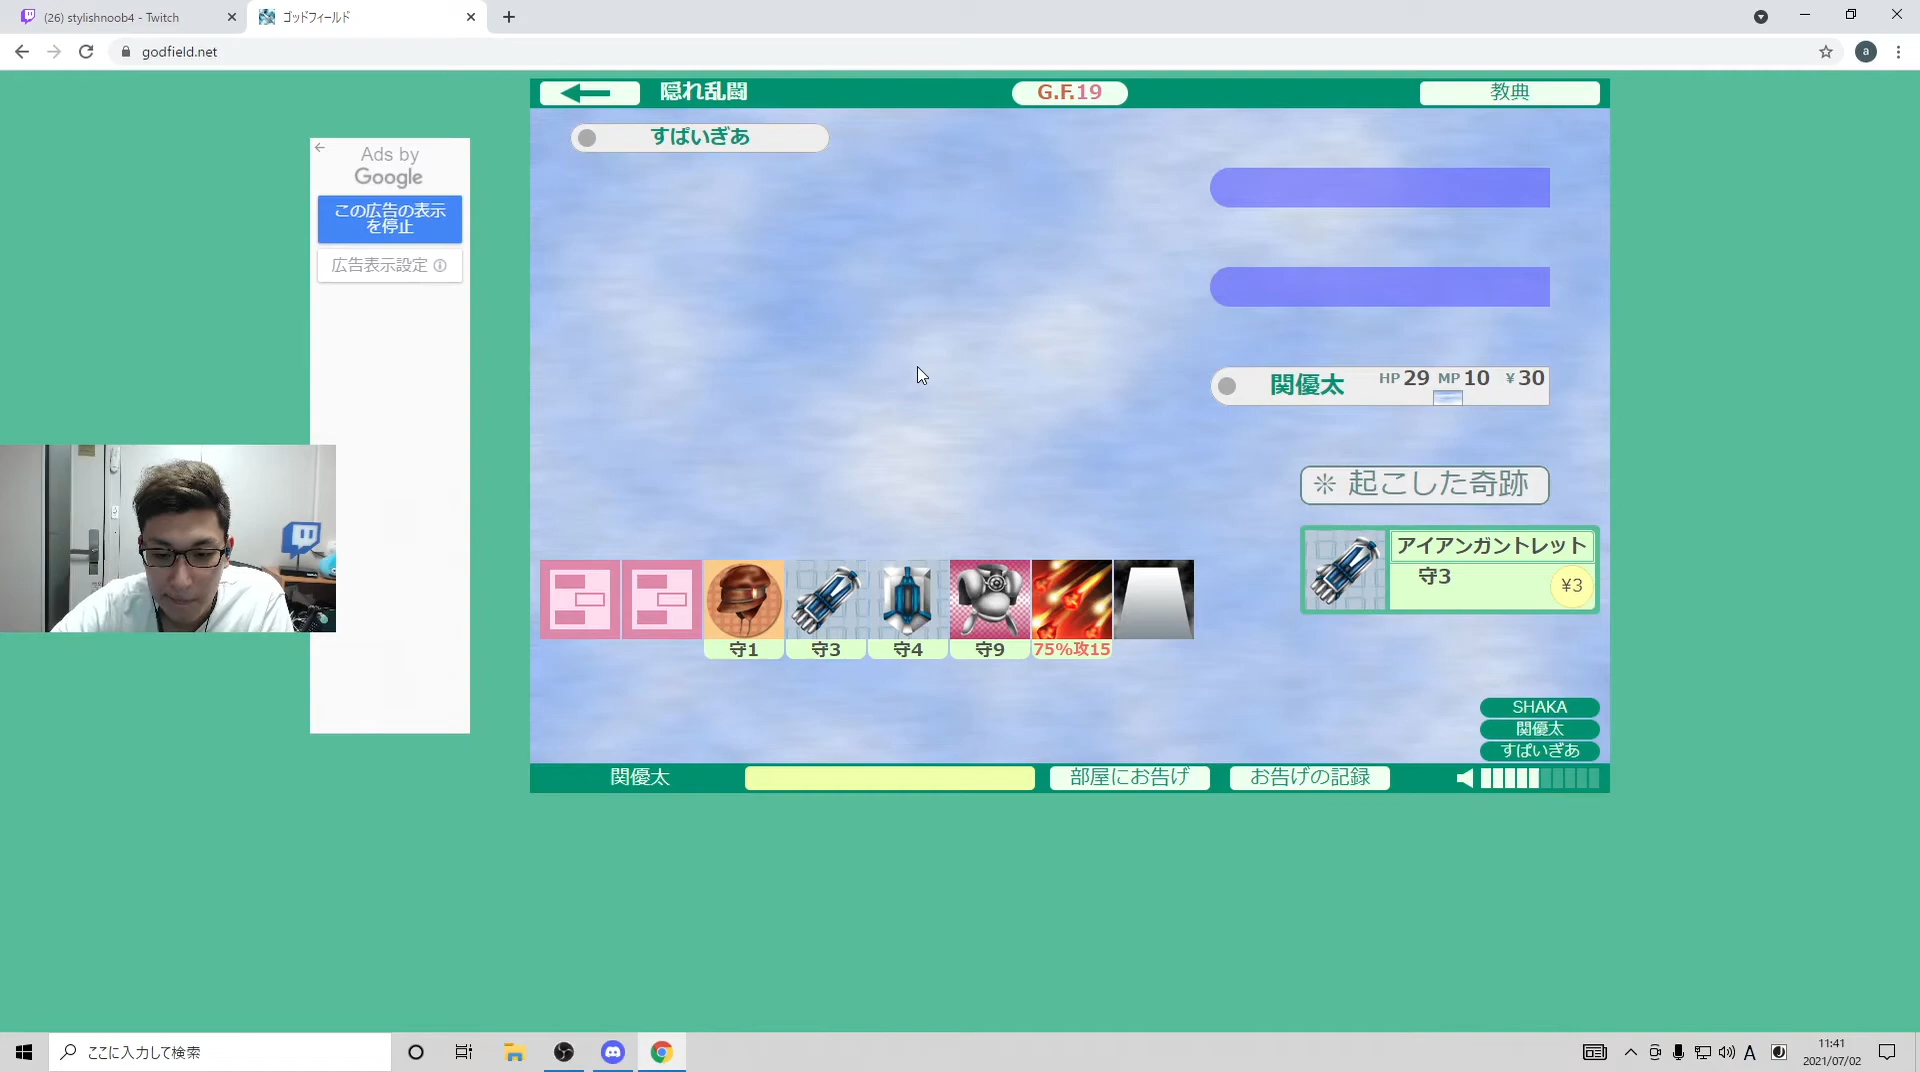 (26) stylishnoob4 - Twitch
ゴッドフィールド
godfield.net
a
隠れ乱闘
G.F.19
教典
すぱいぎあ
Ads by
Google
この広告の表示
を停止
広告表示設定
関優太 HP 29 MP 10 ¥ 30
起こした奇跡
アイアンガントレット
守3
¥3
守1 守3 守4 守9 75%攻15
SHAKA
関優太
すぱいぎあ
関優太
部屋にお告げ
お告げの記録
ここに入力して検索
A
11:41
2021/07/02